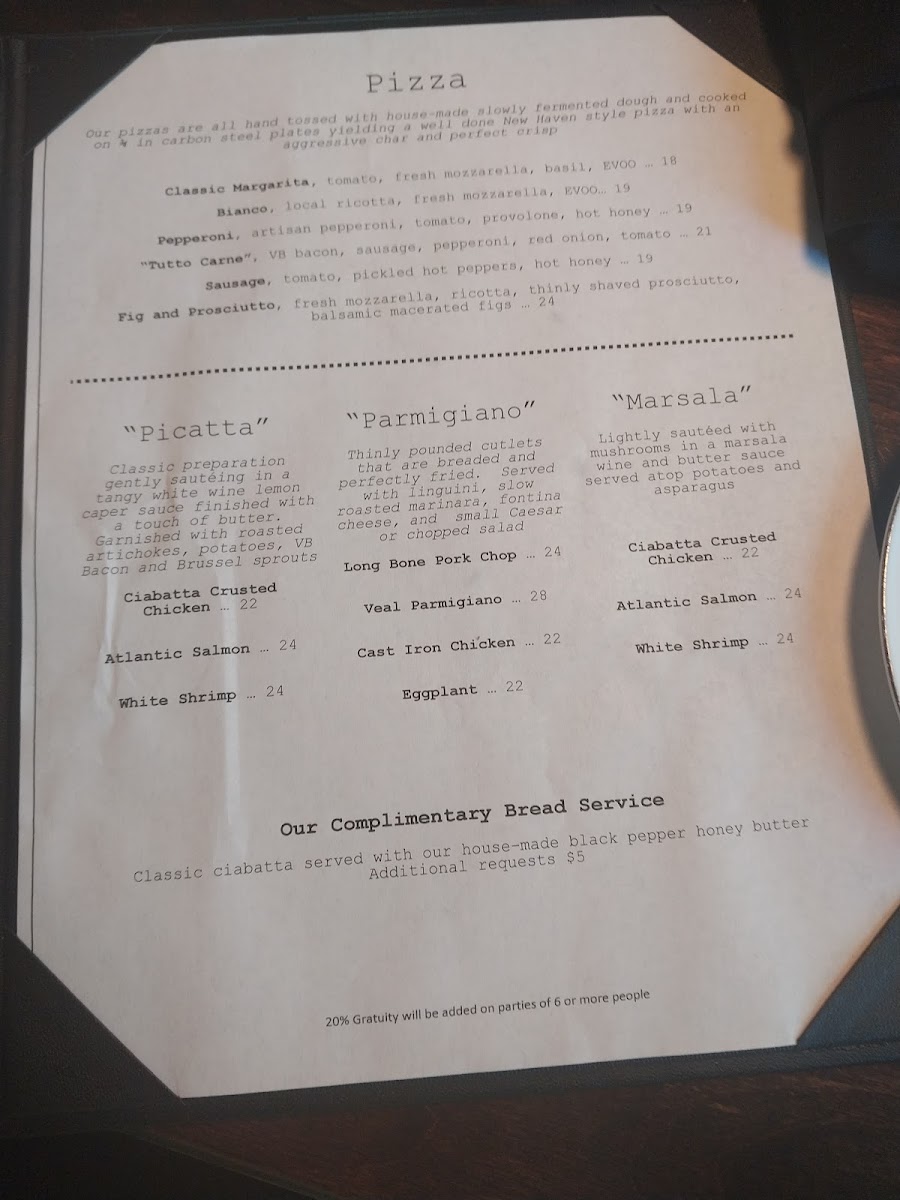 Pizza
Our pizzas are all hand tossed with house-made slowly fermented dough and cooked
on ¼ in carbon steel plates yielding a well done New Haven style pizza with an
aggressive char and perfect crisp
Classic Margarita, tomato, fresh mozzarella, basil, EVOO … 18
Bianco, local ricotta, fresh mozzarella, EVOO… 19
Pepperoni, artisan pepperoni, tomato, provolone, hot honey … 19
"Tutto Carne", VB bacon, sausage, pepperoni, red onion, tomato … 21
Sausage, tomato, pickled hot peppers, hot honey … 19
Fig and Prosciutto, fresh mozzarella, ricotta, thinly shaved prosciutto,
balsamic macerated figs … 24
"Picatta"
Classic preparation
gently sautéing in a
tangy white wine lemon
caper sauce finished with
a touch of butter.
Garnished with roasted
artichokes, potatoes, VB
Bacon and Brussel sprouts
Ciabatta Crusted
Chicken … 22
Atlantic Salmon … 24
White Shrimp … 24
"Parmigiano"
Thinly pounded cutlets
that are breaded and
perfectly fried. Served
with linguini, slow
roasted marinara, fontina
cheese, and small Caesar
or chopped salad
Long Bone Pork Chop … 24
Veal Parmigiano … 28
Cast Iron Chicken … 22
Eggplant … 22
"Marsala"
Lightly sautéed with
mushrooms in a marsala
wine and butter sauce
served atop potatoes and
asparagus
Ciabatta Crusted
Chicken … 22
Atlantic Salmon … 24
White Shrimp … 24
Our Complimentary Bread Service
Classic ciabatta served with our house-made black pepper honey butter
Additional requests $5
20% Gratuity will be added on parties of 6 or more people